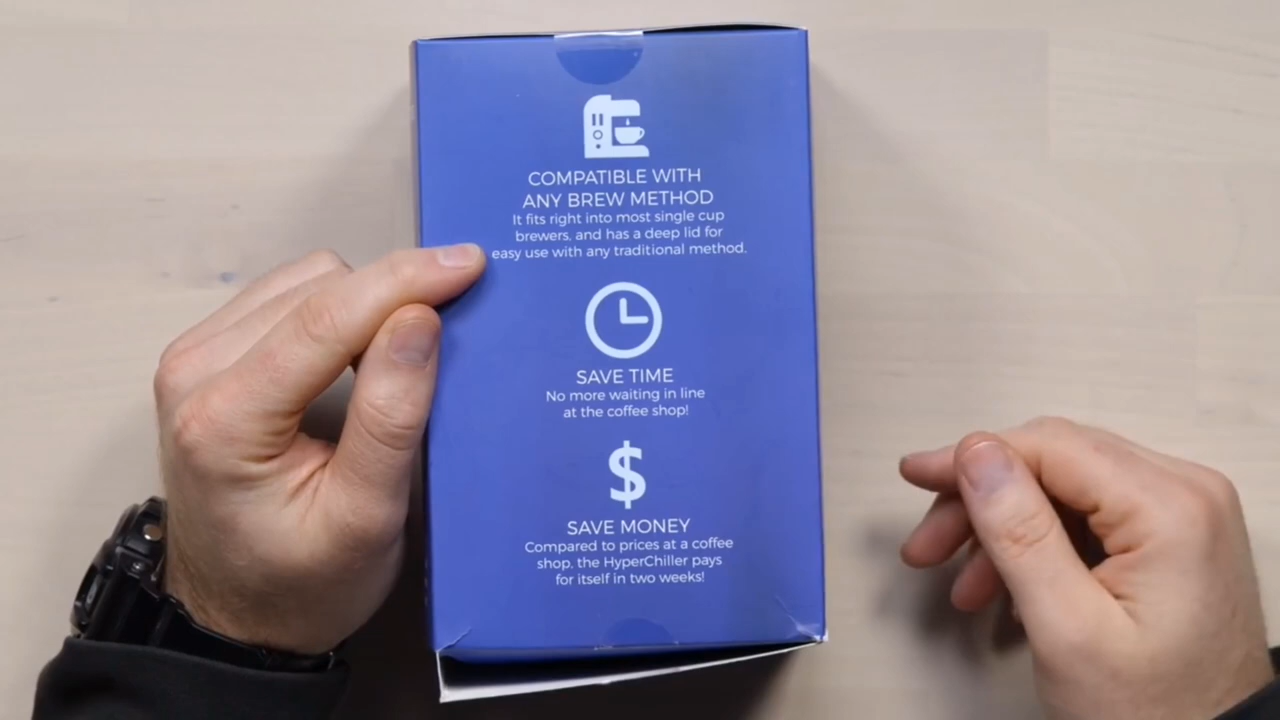 COMPATIBLE WITH
ANY BREW METHOD
It fits right into most single cup
brewers, and has a deep lid for
easy use with any traditional method.
SAVE TIME
No more waiting in line
at the coffee shop!
$
SAVE MONEY
Compared to prices at a coffee
shop, the HyperChiller pays
for itself in two weeks!